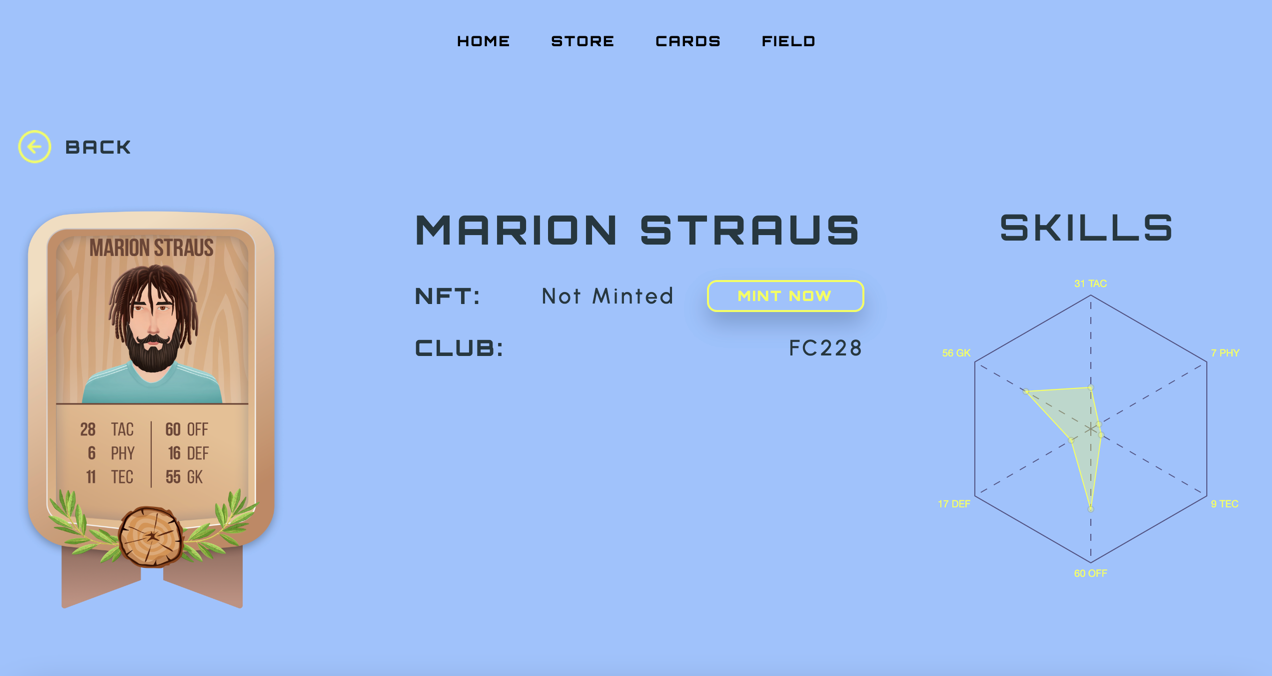 HOME STORE CARDS FIELD
BACK
MARION STRAUS
28 TAC 60 OFF
6 PHY 16 DEF
11 TEC 55 GK
MARION STRAUS
NFT: Not Minted MINT NOW
CLUB: FC228
SKILLS
31 TAC
56 GK 7 PHY
17 DEF 9 TEC
60 OFF